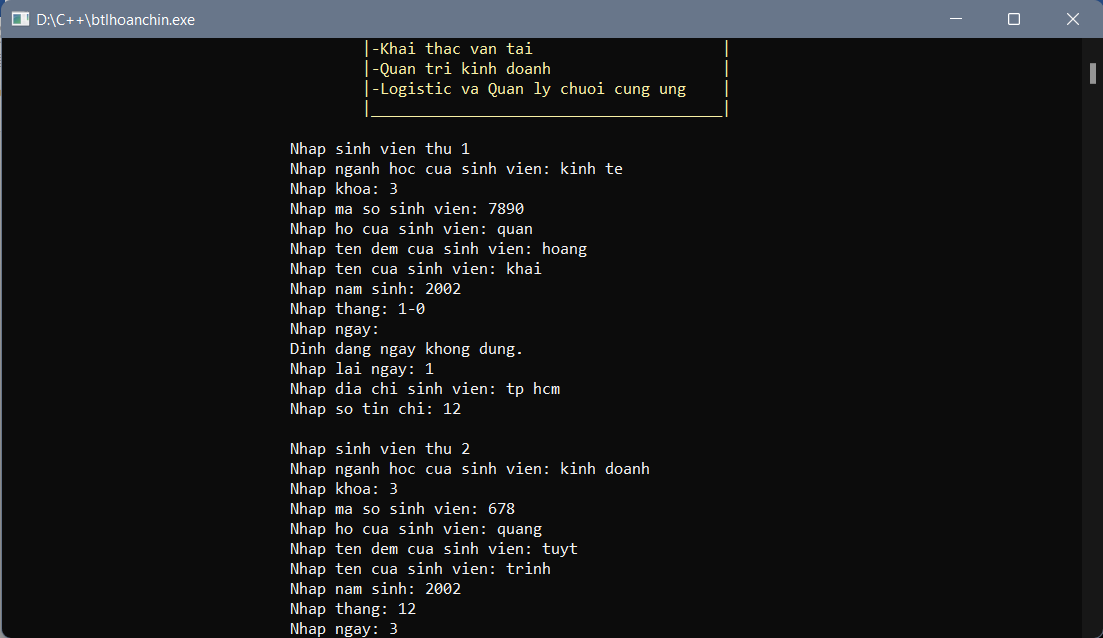 D:\C++\btlhoanchin.exe
|-Khai thac van tai |
|-Quan tri kinh doanh |
|-Logistic va Quan ly chuoi cung ung |
|_______________________________________|
Nhap sinh vien thu 1
Nhap nganh hoc cua sinh vien: kinh te
Nhap khoa: 3
Nhap ma so sinh vien: 7890
Nhap ho cua sinh vien: quan
Nhap ten dem cua sinh vien: hoang
Nhap ten cua sinh vien: khai
Nhap nam sinh: 2002
Nhap thang: 1-0
Nhap ngay:
Dinh dang ngay khong dung.
Nhap lai ngay: 1
Nhap dia chi sinh vien: tp hcm
Nhap so tin chi: 12
Nhap sinh vien thu 2
Nhap nganh hoc cua sinh vien: kinh doanh
Nhap khoa: 3
Nhap ma so sinh vien: 678
Nhap ho cua sinh vien: quang
Nhap ten dem cua sinh vien: tuyt
Nhap ten cua sinh vien: trinh
Nhap nam sinh: 2002
Nhap thang: 12
Nhap ngay: 3